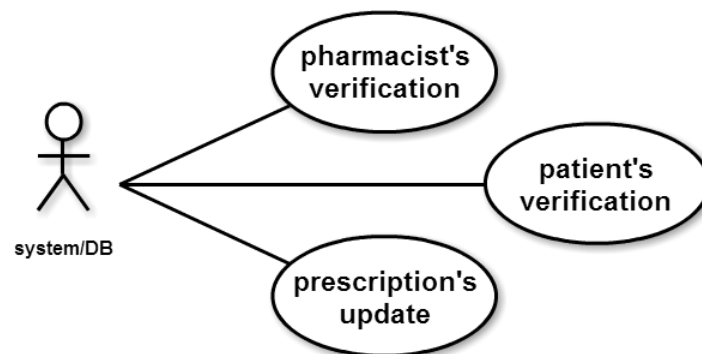 pharmacist's
verification
patient's
verification
system/DB
prescription's
update